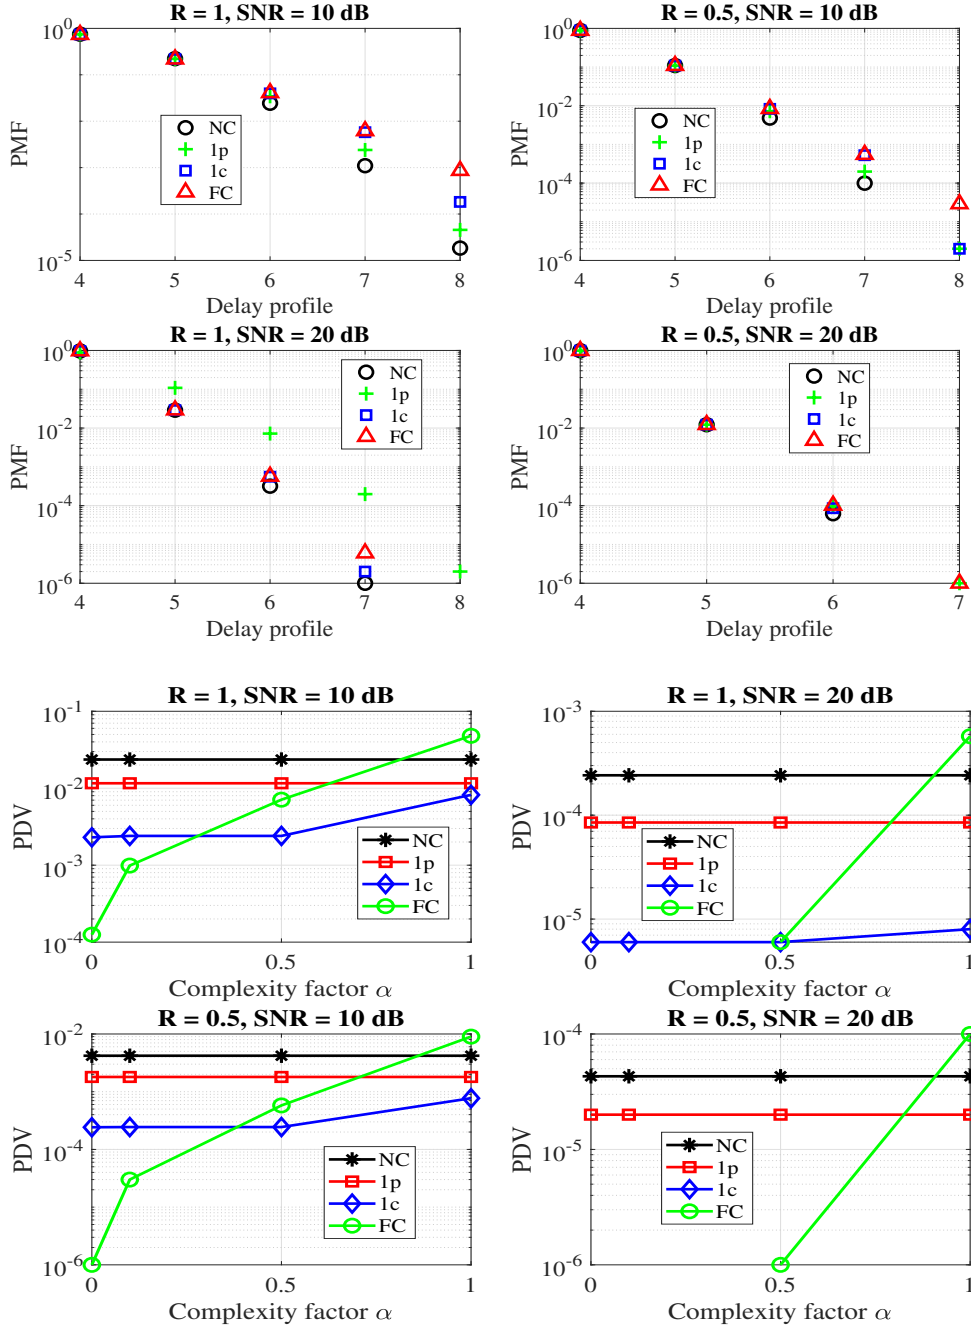 R = 1, SNR = 10 dB
10^0
PMF
10^-5
4 5 6 7 8
Delay profile
NC
1p
1c
FC
R = 0.5, SNR = 10 dB
10^0
10^-2
PMF
10^-4
10^-6
4 5 6 7 8
Delay profile
NC
1p
1c
FC
R = 1, SNR = 20 dB
10^0
10^-2
PMF
10^-4
10^-6
4 5 6 7 8
Delay profile
NC
1p
1c
FC
R = 0.5, SNR = 20 dB
10^0
10^-2
PMF
10^-4
10^-6
4 5 6 7
Delay profile
NC
1p
1c
FC
R = 1, SNR = 10 dB
10^-1
10^-2
PDV
10^-3
10^-4
0 0.5 1
Complexity factor α
NC
1p
1c
FC
R = 1, SNR = 20 dB
10^-3
10^-4
PDV
10^-5
0 0.5 1
Complexity factor α
NC
1p
1c
FC
R = 0.5, SNR = 10 dB
10^-2
PDV
10^-4
10^-6
0 0.5 1
Complexity factor α
NC
1p
1c
FC
R = 0.5, SNR = 20 dB
10^-4
PDV
10^-5
10^-6
0 0.5 1
Complexity factor α
NC
1p
1c
FC